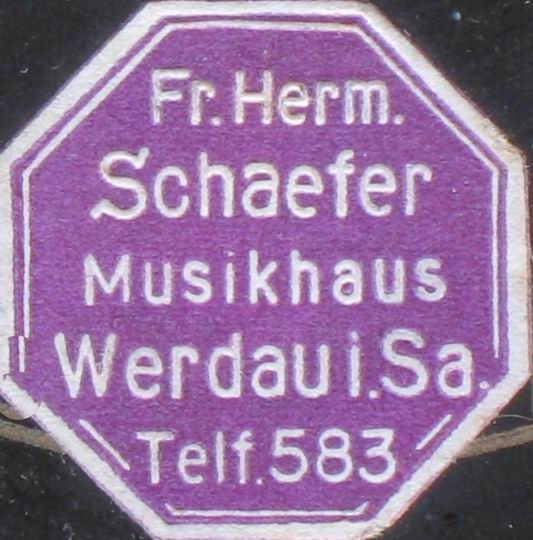 Fr. Herm.
Schaefer
Musikhaus
Werdau i. Sa.
Telf. 583